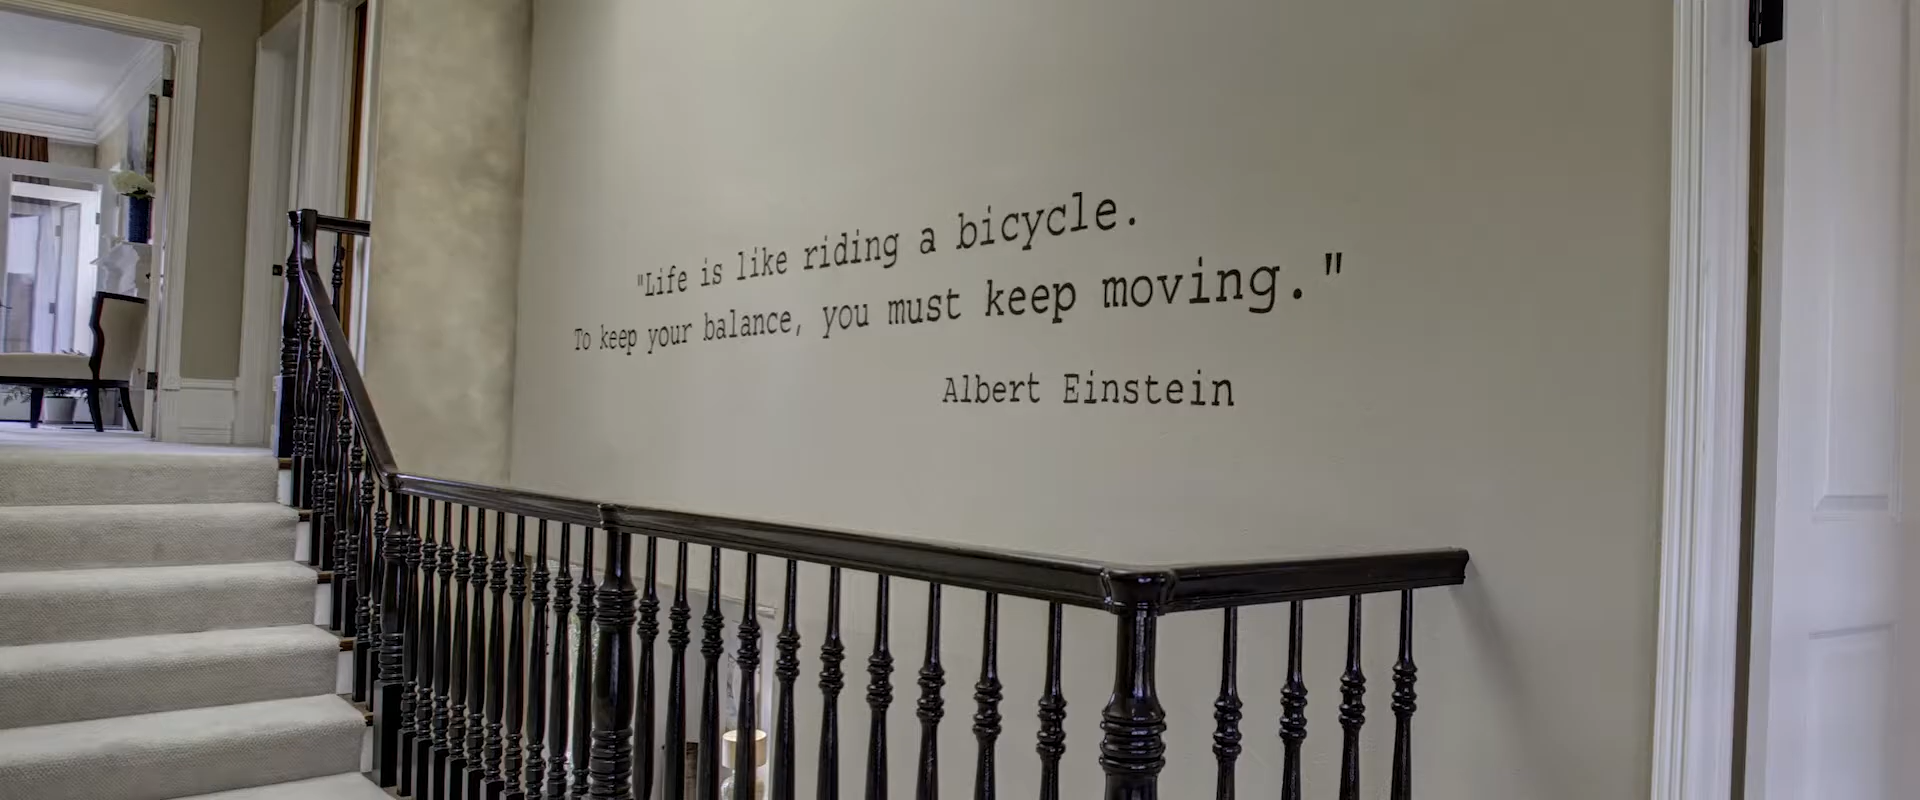 "Life is like riding a bicycle.
To keep your balance, you must keep moving."
Albert Einstein